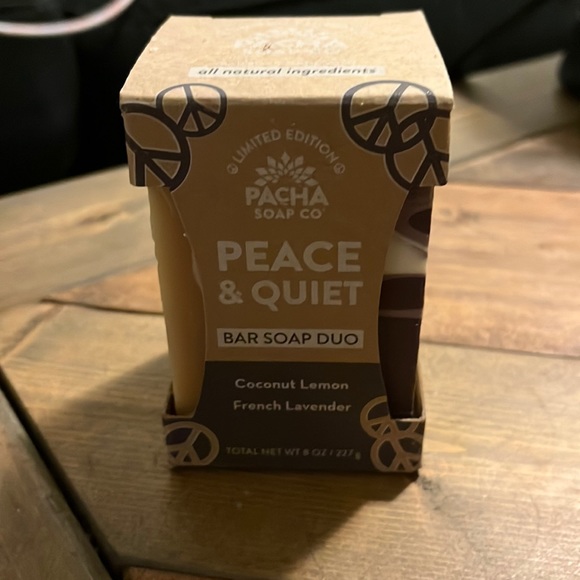 all natural ingredients
LIMITED EDITION
PACHA
SOAP CO
PEACE
& QUIET
BAR SOAP DUO
Coconut Lemon
French Lavender
TOTAL NET WT 8 OZ / 227 g